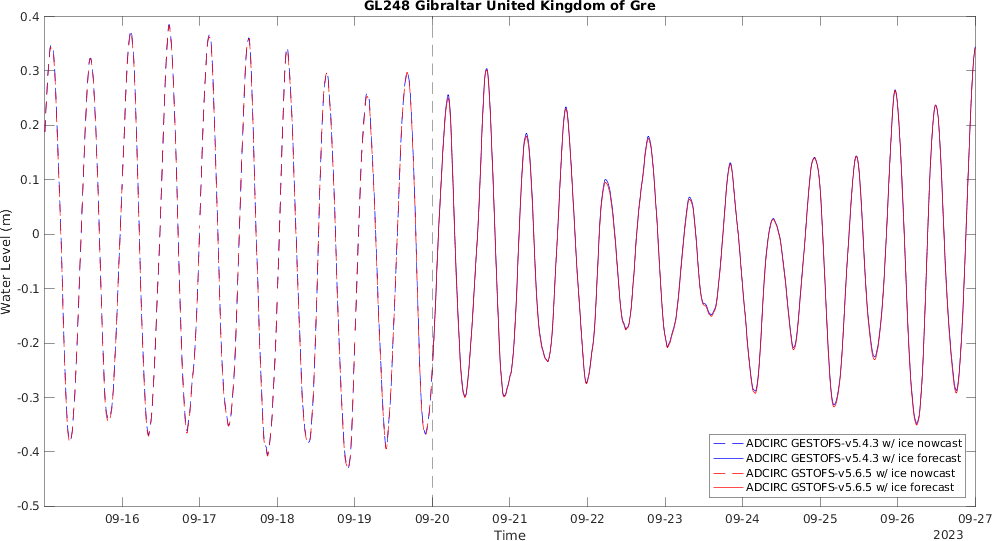 GL248 Gibraltar United Kingdom of Gre
0.4
0.3
0.2
0.1
0
-0.1
-0.2
-0.3
-0.4
-0.5
Water Level (m)
09-16 09-17 09-18 09-19 09-20 09-21 09-22 09-23 09-24 09-25 09-26 09-27
Time
2023
ADCIRC GESTOFS-v5.4.3 w/ ice nowcast
ADCIRC GESTOFS-v5.4.3 w/ ice forecast
ADCIRC GSTOFS-v5.6.5 w/ ice nowcast
ADCIRC GSTOFS-v5.6.5 w/ ice forecast